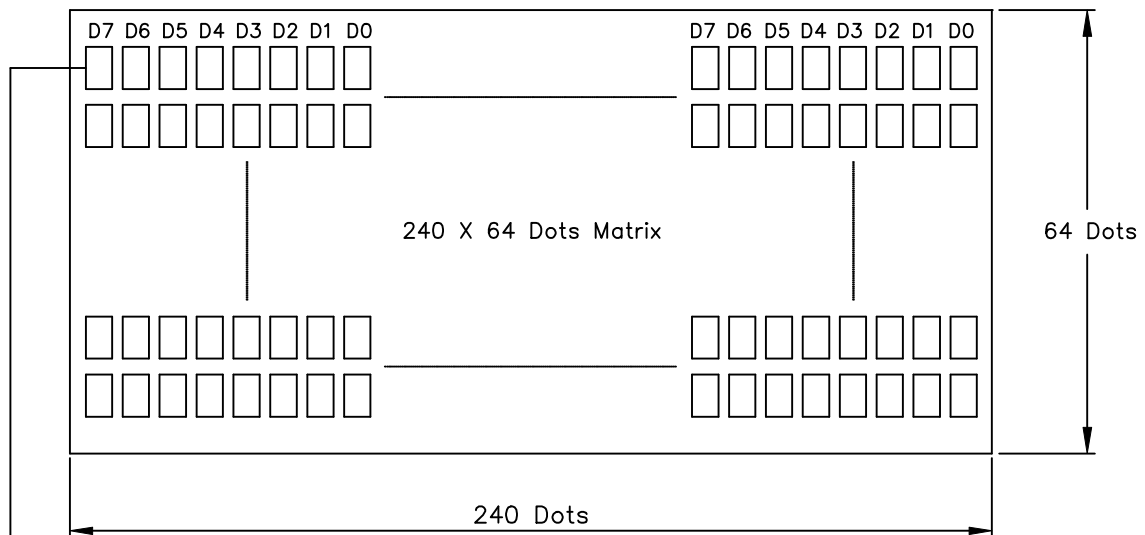 D7 D6 D5 D4 D3 D2 D1 D0 D7 D6 D5 D4 D3 D2 D1 D0
240 X 64 Dots Matrix
64 Dots
240 Dots